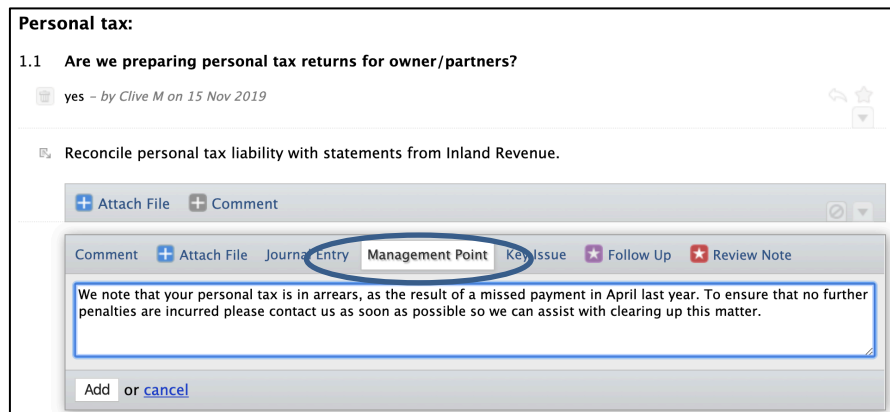 Personal tax:
1.1 Are we preparing personal tax returns for owner/partners?
yes – by Clive M on 15 Nov 2019
Reconcile personal tax liability with statements from Inland Revenue.
Attach File Comment
Comment Attach File Journal Entry Management Point Key Issue Follow Up Review Note
We note that your personal tax is in arrears, as the result of a missed payment in April last year. To ensure that no further
penalties are incurred please contact us as soon as possible so we can assist with clearing up this matter.
Add or cancel